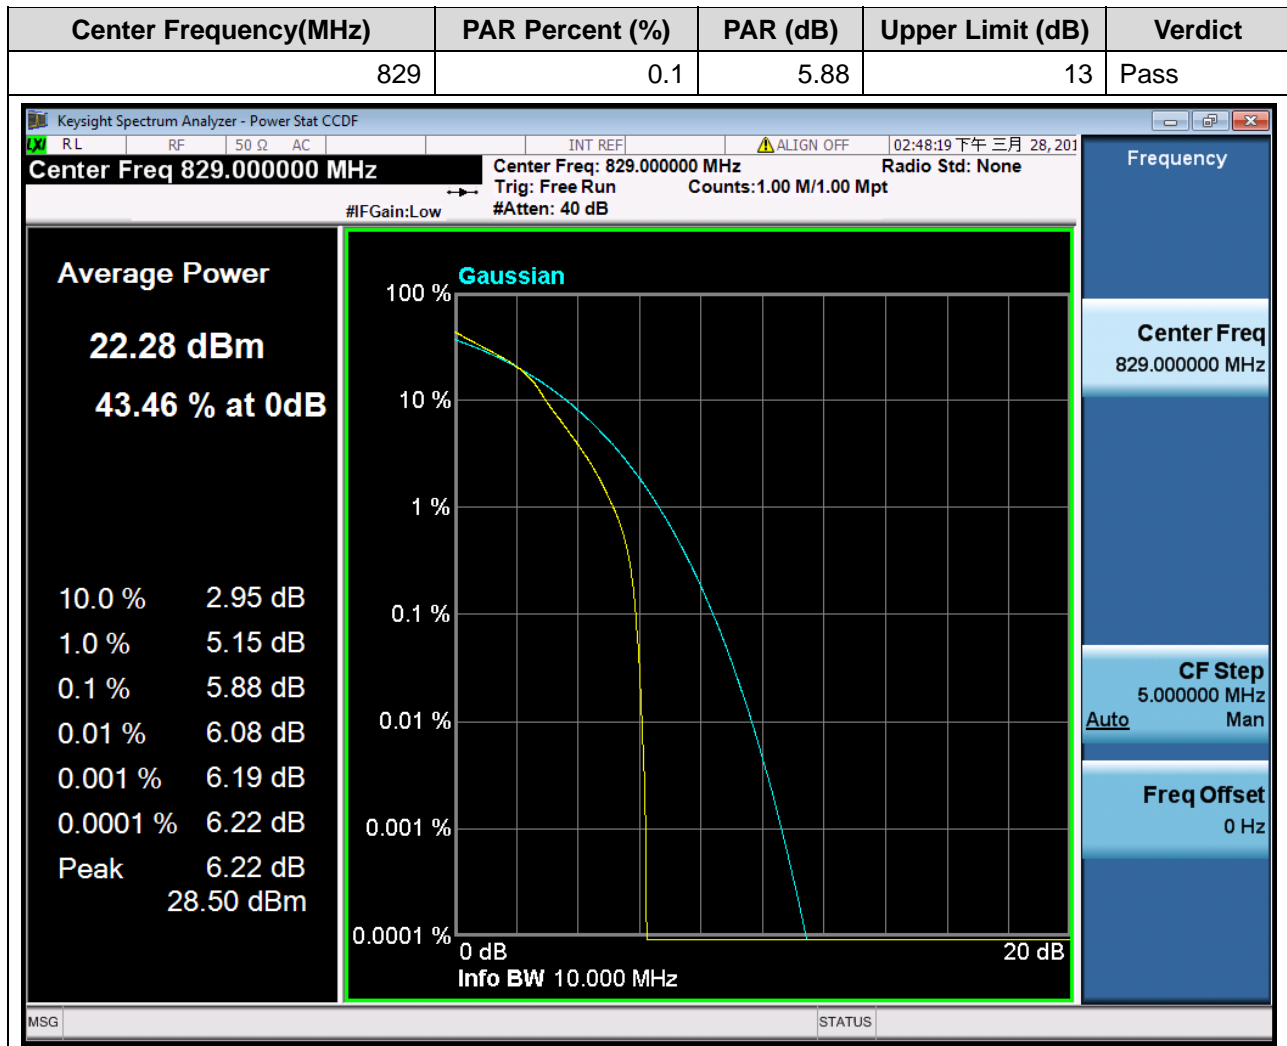 Center Frequency(MHz) PAR Percent (%) PAR (dB) Upper Limit (dB) Verdict
829 0.1 5.88 13 Pass
Keysight Spectrum Analyzer - Power Stat CCDF
LXI RL RF 50 Ω AC INT REF ALIGN OFF 02:48:19 下午 三月 28, 201
Center Freq 829.000000 MHz
Center Freq: 829.000000 MHz Radio Std: None
Trig: Free Run Counts:1.00 M/1.00 Mpt
#IFGain:Low #Atten: 40 dB
Average Power
22.28 dBm
43.46 % at 0dB
10.0 % 2.95 dB
1.0 % 5.15 dB
0.1 % 5.88 dB
0.01 % 6.08 dB
0.001 % 6.19 dB
0.0001 % 6.22 dB
Peak 6.22 dB
28.50 dBm
Gaussian
100 %
10 %
1 %
0.1 %
0.01 %
0.001 %
0.0001 %
0 dB 20 dB
Info BW 10.000 MHz
Frequency
Center Freq
829.000000 MHz
CF Step
5.000000 MHz
Auto Man
Freq Offset
0 Hz
MSG STATUS